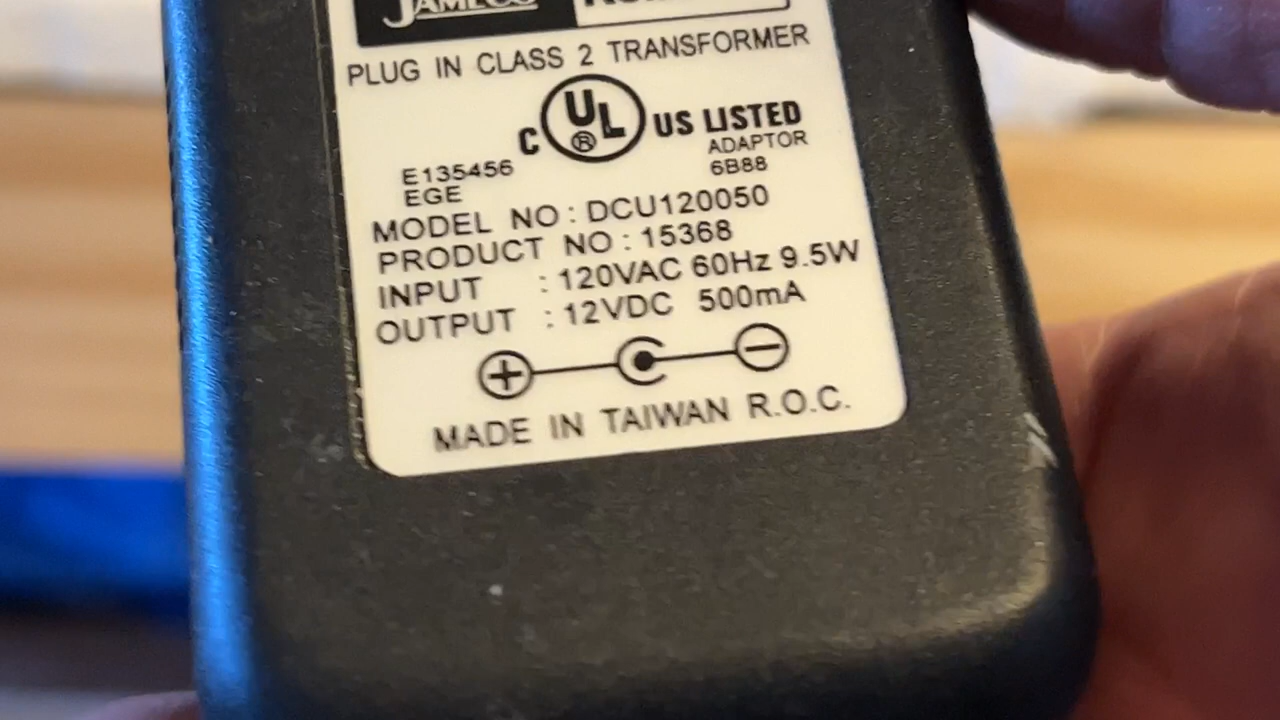 JAMECO
PLUG IN CLASS 2 TRANSFORMER
C UL® US LISTED
E135456 ADAPTOR
EGE 6B88
MODEL NO : DCU120050
PRODUCT NO : 15368
INPUT : 120VAC 60Hz 9.5W
OUTPUT : 12VDC 500mA
+ −
MADE IN TAIWAN R.O.C.